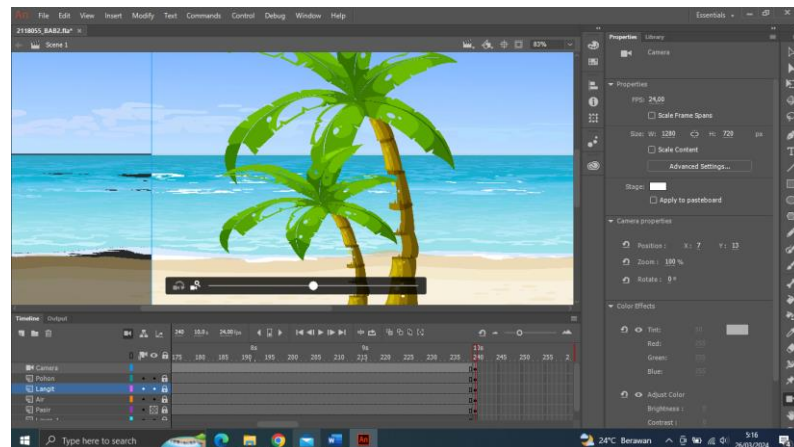 An File Edit View Insert Modify Text Commands Control Debug Window Help Essentials
2118055_BAB2.fla* ×
Scene 1 83%
Properties Library
Camera
Properties
FPS: 24,00
Scale Frame Spans
Size: W: 1280 H: 720 px
Scale Content
Advanced Settings...
Stage:
Apply to pasteboard
Camera properties
Position : X: 7 Y: 13
Zoom : 100 %
Rotate : 0 °
Color Effects
Tint:
Red:
Green:
Blue:
Adjust Color
Brightness :
Contrast :
Timeline Output
240 10,0 s 24,00 fps
8s 9s 10s
175 180 185 190 195 200 205 210 215 220 225 230 235 240 245 250 255 2
Camera
Pohon
Langit
Air
Pasir
Type here to search
An
24°C Berawan
5:16
26/03/2024